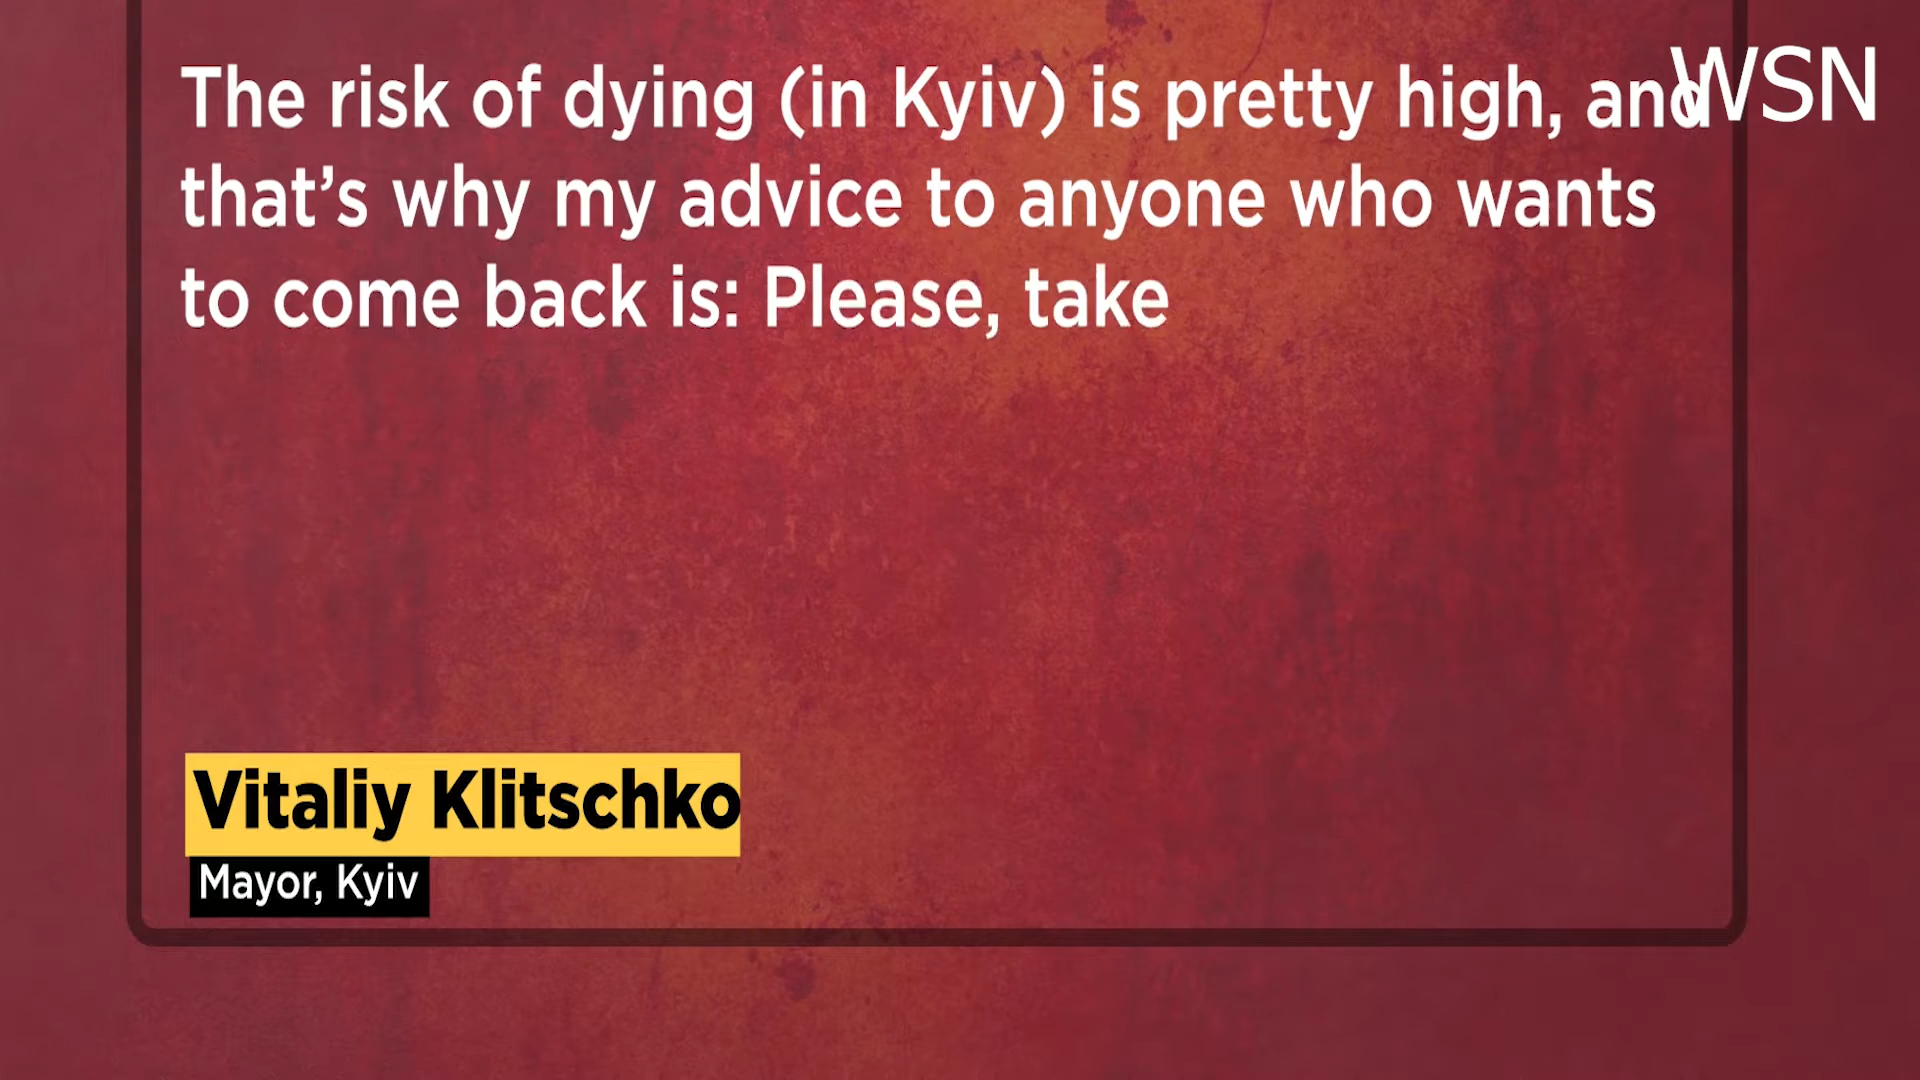 The risk of dying (in Kyiv) is pretty high, and
WSN
that’s why my advice to anyone who wants
to come back is: Please, take
Vitaliy Klitschko
Mayor, Kyiv